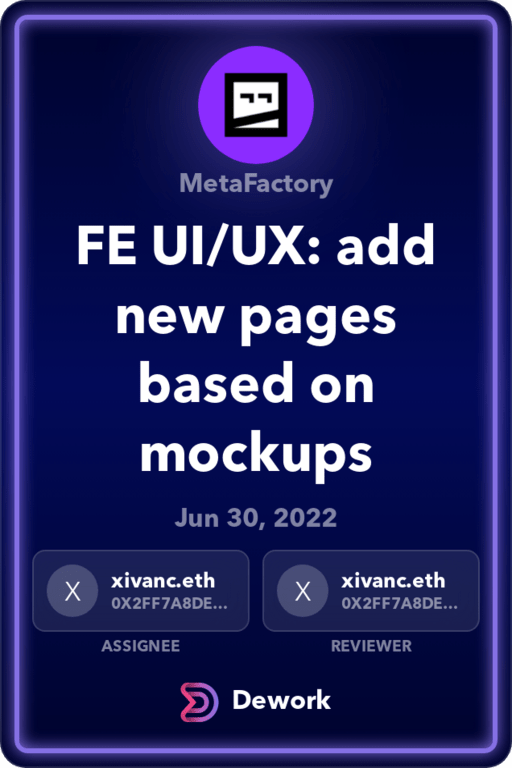 MetaFactory
FE UI/UX: add
new pages
based on
mockups
Jun 30, 2022
X xivanc.eth
0X2FF7A8DE...
X xivanc.eth
0X2FF7A8DE...
ASSIGNEE
REVIEWER
Dework